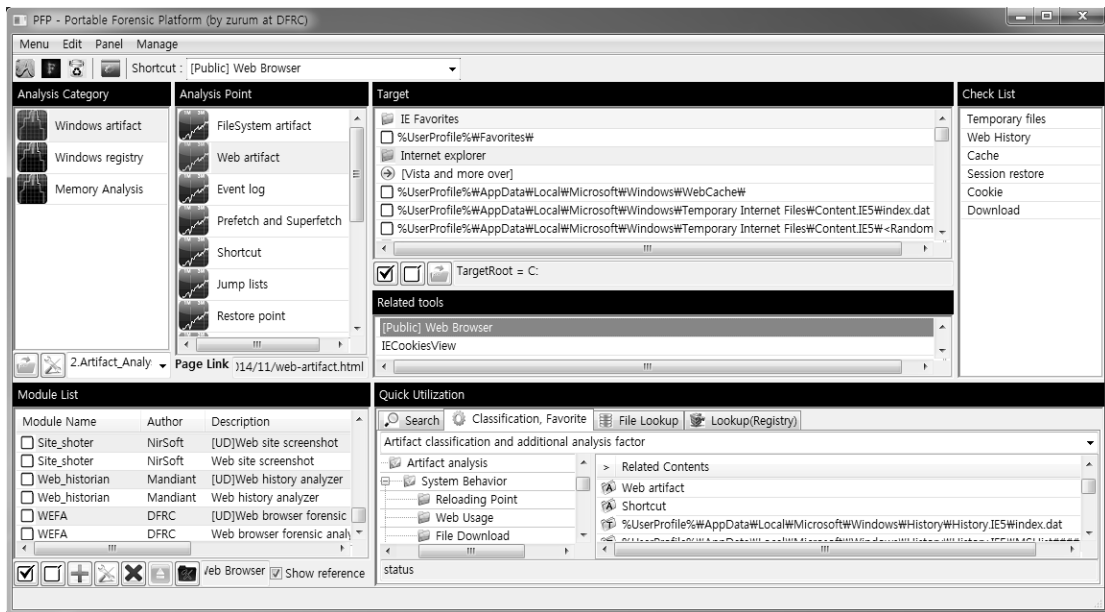 PFP - Portable Forensic Platform (by zurum at DFRC)
Menu Edit Panel Manage
Shortcut : [Public] Web Browser
Analysis Category
Windows artifact
Windows registry
Memory Analysis
2.Artifact_Analy
Analysis Point
FileSystem artifact
Web artifact
Event log
Prefetch and Superfetch
Shortcut
Jump lists
Restore point
Page Link )14/11/web-artifact.html
Target
IE Favorites
%UserProfile%₩Favorites₩
Internet explorer
[Vista and more over]
%UserProfile%₩AppData₩Local₩Microsoft₩Windows₩WebCache₩
%UserProfile%₩AppData₩Local₩Microsoft₩Windows₩Temporary Internet Files₩Content.IE5₩index.dat
%UserProfile%₩AppData₩Local₩Microsoft₩Windows₩Temporary Internet Files₩Content.IE5₩<Random
TargetRoot = C:
Related tools
[Public] Web Browser
IECookiesView
Check List
Temporary files
Web History
Cache
Session restore
Cookie
Download
Module List
Module Name Author Description
Site_shoter NirSoft [UD]Web site screenshot
Site_shoter NirSoft Web site screenshot
Web_historian Mandiant [UD]Web history analyzer
Web_historian Mandiant Web history analyzer
WEFA DFRC [UD]Web browser forensic
WEFA DFRC Web browser forensic analy
Web Browser Show reference
Quick Utilization
Search Classification, Favorite File Lookup Lookup(Registry)
Artifact classification and additional analysis factor
Artifact analysis
System Behavior
Reloading Point
Web Usage
File Download
> Related Contents
Web artifact
Shortcut
%UserProfile%₩AppData₩Local₩Microsoft₩Windows₩History₩History.IE5₩index.dat
status